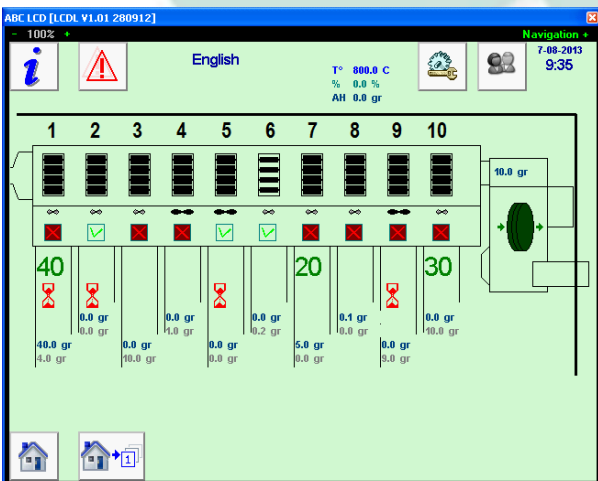 ABC LCD [LCDL V1.01 280912]
- 100% + Navigation +
English
7-08-2013
9:35
T° 800.0 C
% 0.0 %
AH 0.0 gr
1 2 3 4 5 6 7 8 9 10
10.0 gr
40 20 30
0.0 gr 0.0 gr 0.0 gr 0.1 gr 0.0 gr
0.0 gr 1.0 gr 0.2 gr 0.0 gr 10.0 gr
40.0 gr 0.0 gr 0.0 gr 5.0 gr 0.0 gr
4.0 gr 10.0 gr 0.0 gr 0.0 gr 9.0 gr
1